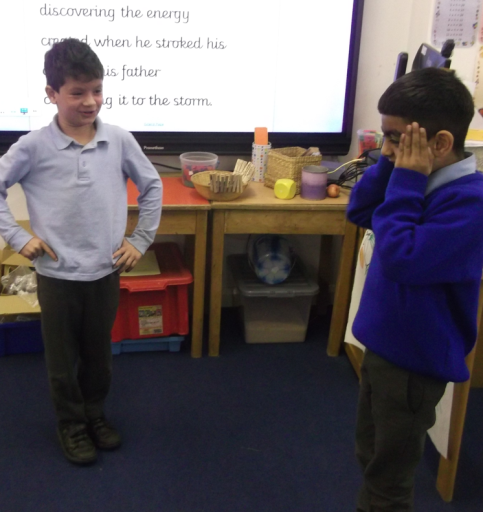 discovering the energy
when he stroked his
his father
it to the storm.